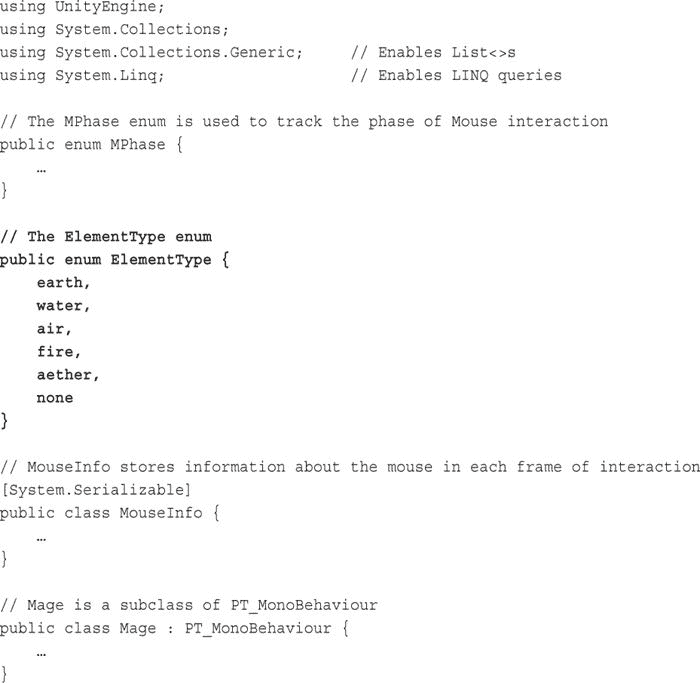 using UnityEngine;
using System.Collections;
using System.Collections.Generic;     // Enables List<>s
using System.Linq;                    // Enables LINQ queries

// The MPhase enum is used to track the phase of Mouse interaction
public enum MPhase {
    …
}

// The ElementType enum
public enum ElementType {
    earth,
    water,
    air,
    fire,
    aether,
    none
}

// MouseInfo stores information about the mouse in each frame of interaction
[System.Serializable]
public class MouseInfo {
    …
}

// Mage is a subclass of PT_MonoBehaviour
public class Mage : PT_MonoBehaviour {
    …
}